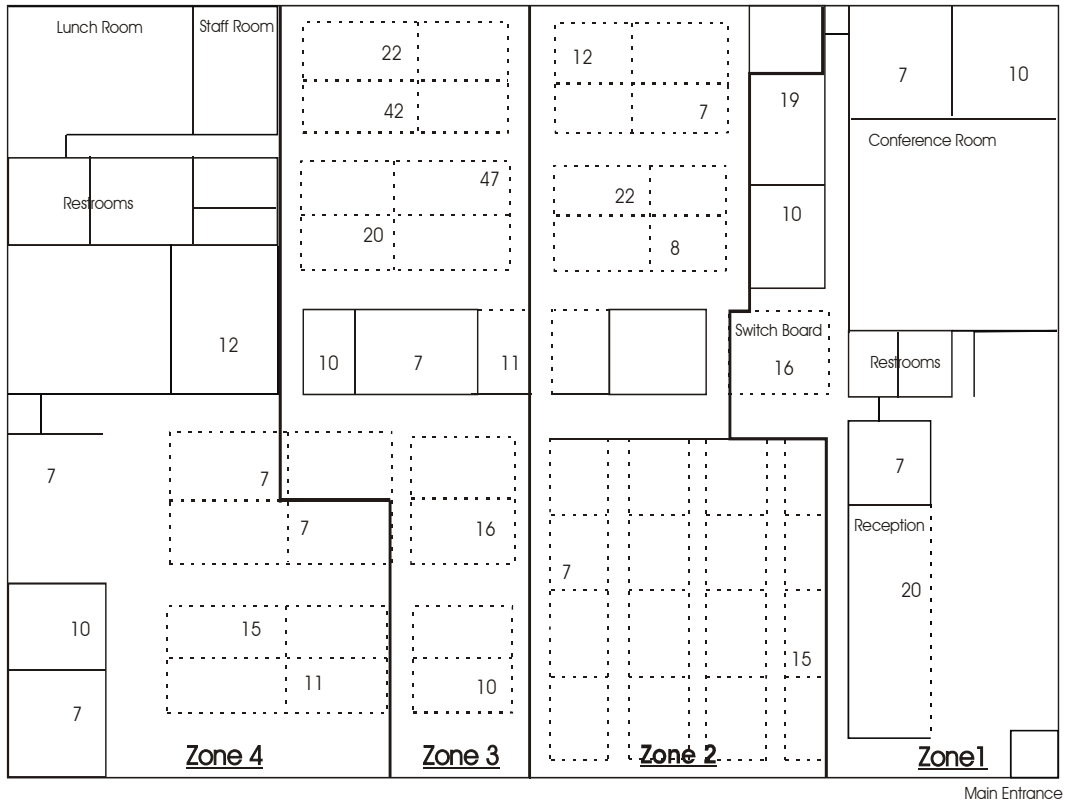 Lunch Room
Staff Room
22
12
7
10
19
42
7
Conference Room
47
Restrooms
22
10
20
8
Switch Board
12
10
7
11
16
Restrooms
7
7
7
7
16
Reception
7
20
10
15
15
11
10
7
Zone 4
Zone 3
Zone 2
Zone1
Main Entrance